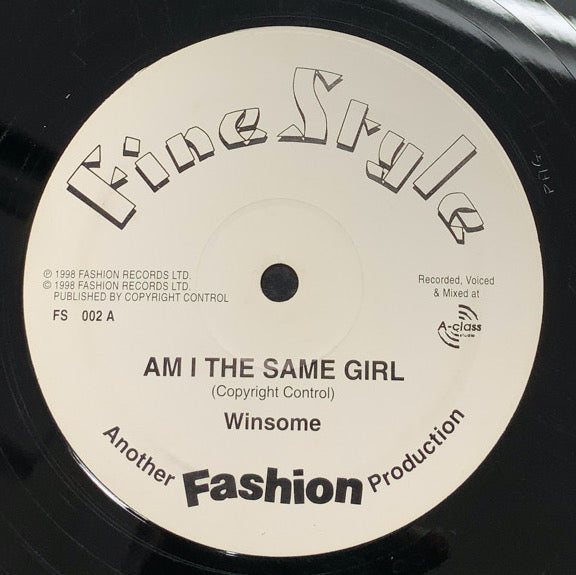 Fine Style
℗ 1998 FASHION RECORDS LTD.
© 1998 FASHION RECORDS LTD.
PUBLISHED BY COPYRIGHT CONTROL
FS 002 A
Recorded, Voiced
& Mixed at
A-class
studio
AM I THE SAME GIRL
(Copyright Control)
Winsome
Another Fashion Production